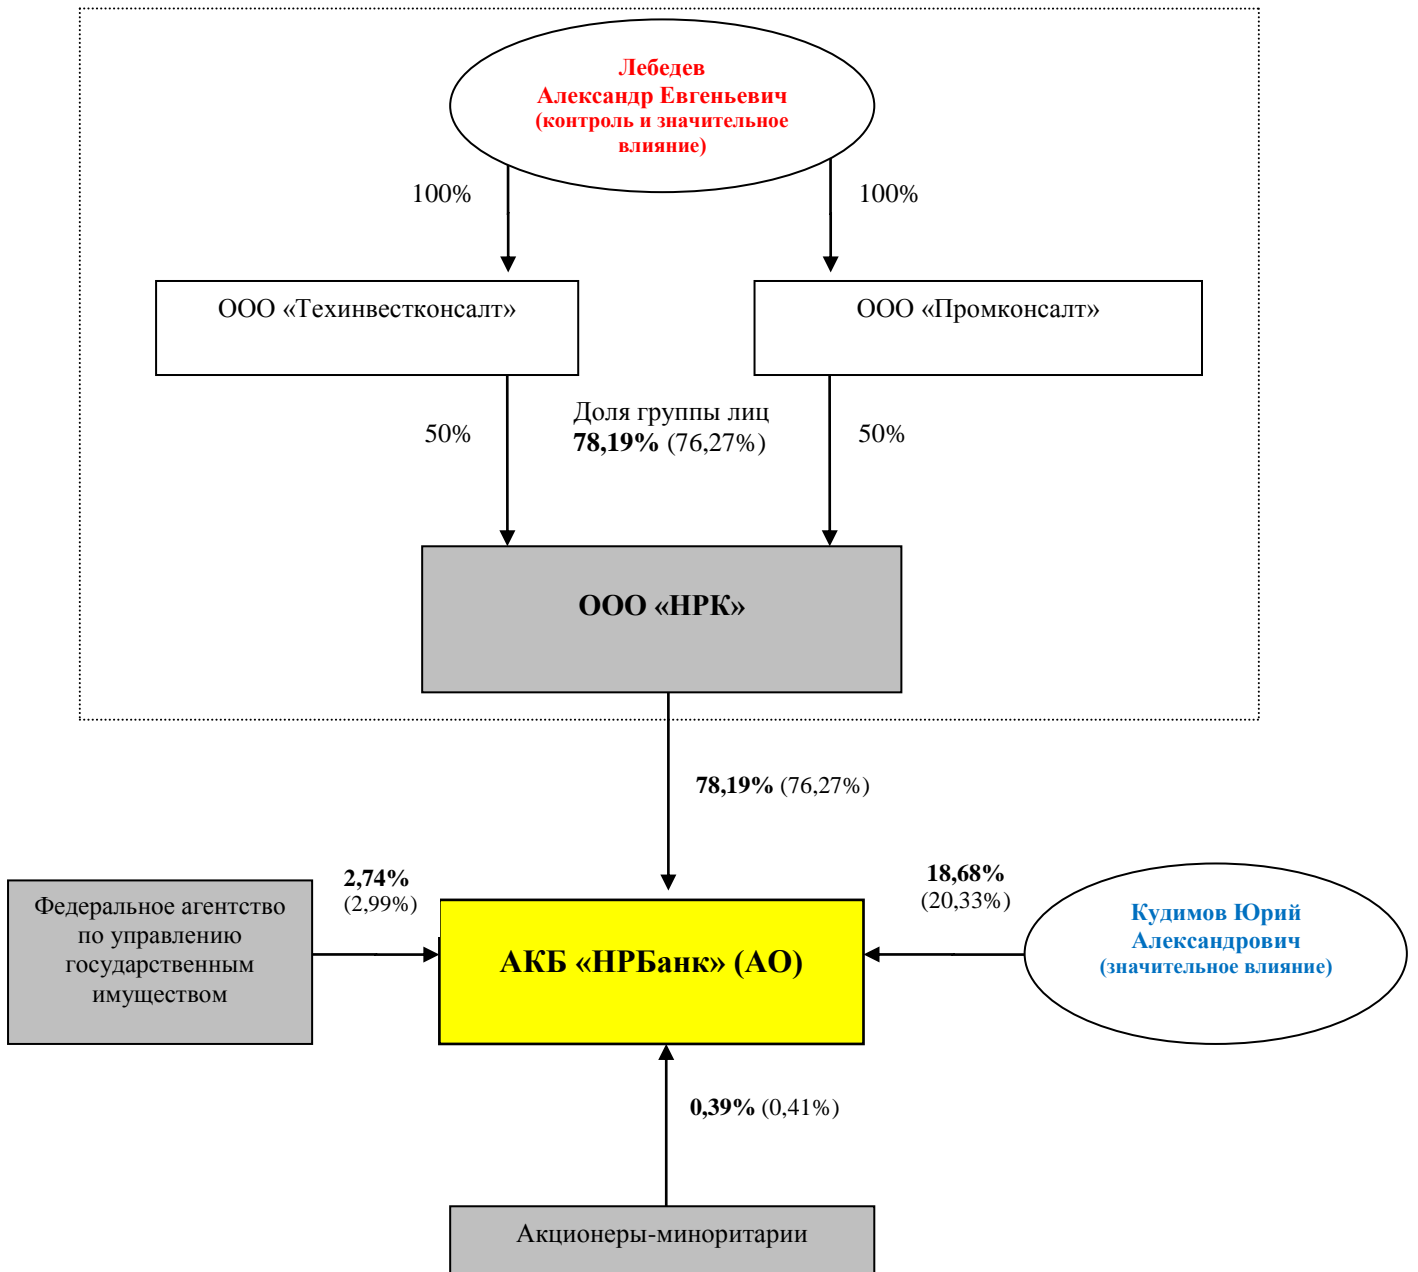 Лебедев
Александр Евгеньевич
(контроль и значительное
влияние)
100%
100%
ООО «Техинвестконсалт»
ООО «Промконсалт»
Доля группы лиц
78,19% (76,27%)
50%
50%
ООО «НРК»
78,19% (76,27%)
2,74%
(2,99%)
18,68%
(20,33%)
Федеральное агентство
по управлению
государственным
имуществом
АКБ «НРБанк» (АО)
Кудимов Юрий
Александрович
(значительное влияние)
0,39% (0,41%)
Акционеры-миноритарии